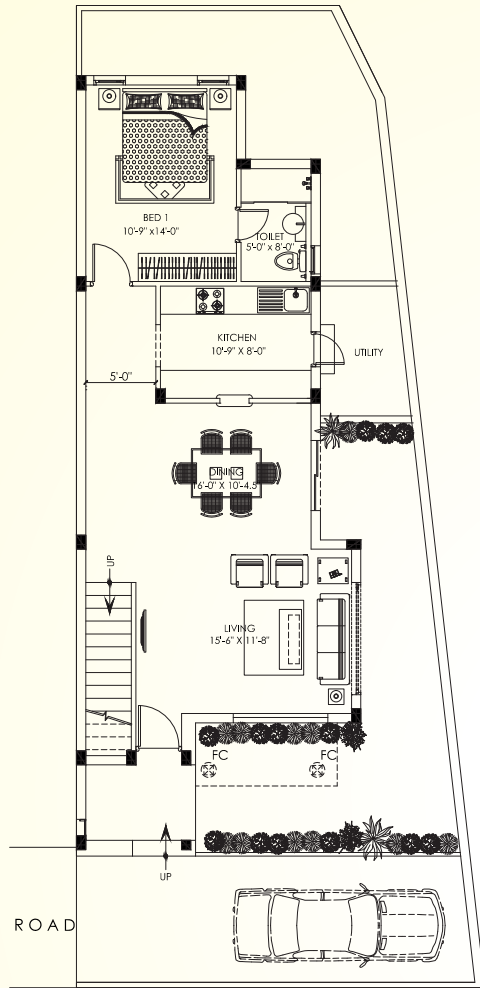 BED 1
10'-9" x14'-0"
TOILET
5'-0" x 8'-0"
KITCHEN
10'-9" X 8'-0"
UTILITY
5'-0"
DINING
16'-0" X 10'-4.5"
UP
LIVING
15'-6" X 11'-8"
FC
FC
UP
ROAD